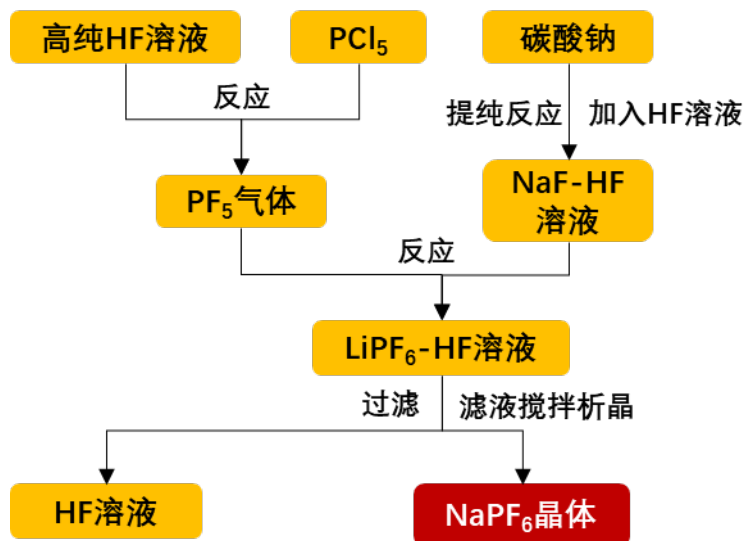 高纯HF溶液
PCl₅
碳酸钠
反应
提纯反应
加入HF溶液
PF₅气体
NaF-HF
溶液
反应
LiPF₆-HF溶液
过滤
滤液搅拌析晶
HF溶液
NaPF₆晶体